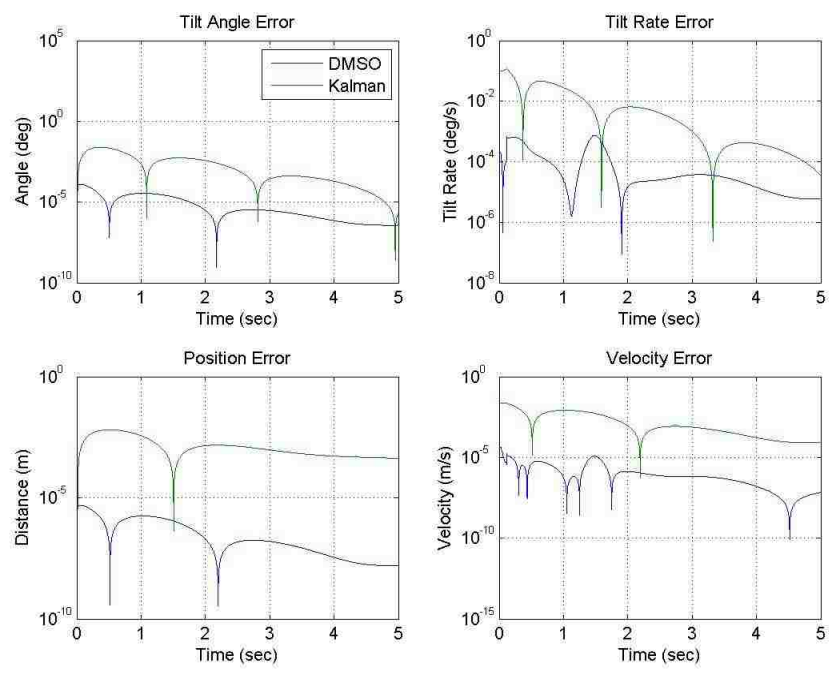 Tilt Angle Error
10^5
10^0
10^-5
10^-10
Angle (deg)
DMSO
Kalman
0 1 2 3 4 5
Time (sec)
Tilt Rate Error
10^0
10^-2
10^-4
10^-6
10^-8
Tilt Rate (deg/s)
0 1 2 3 4 5
Time (sec)
Position Error
10^0
10^-5
10^-10
Distance (m)
0 1 2 3 4 5
Time (sec)
Velocity Error
10^0
10^-5
10^-10
10^-15
Velocity (m/s)
0 1 2 3 4 5
Time (sec)